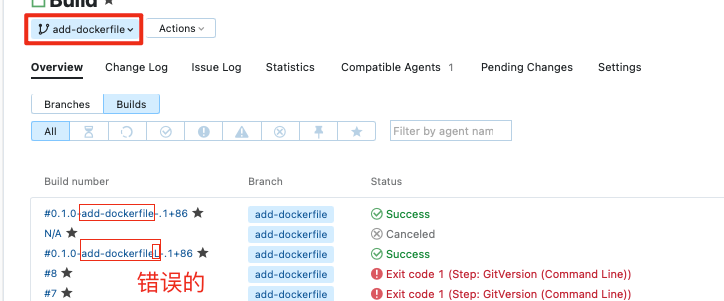 Build
add-dockerfile
Actions
Overview
Change Log
Issue Log
Statistics
Compatible Agents 1
Pending Changes
Settings
Branches
Builds
All
Filter by agent nam
Build number
Branch
Status
#0.1.0-add-dockerfile-.1+86
add-dockerfile
Success
N/A
add-dockerfile
Canceled
#0.1.0-add-dockerfileL-.1+86
add-dockerfile
Success
错误的
#8
add-dockerfile
Exit code 1 (Step: GitVersion (Command Line))
#7
add-dockerfile
Exit code 1 (Step: GitVersion (Command Line))